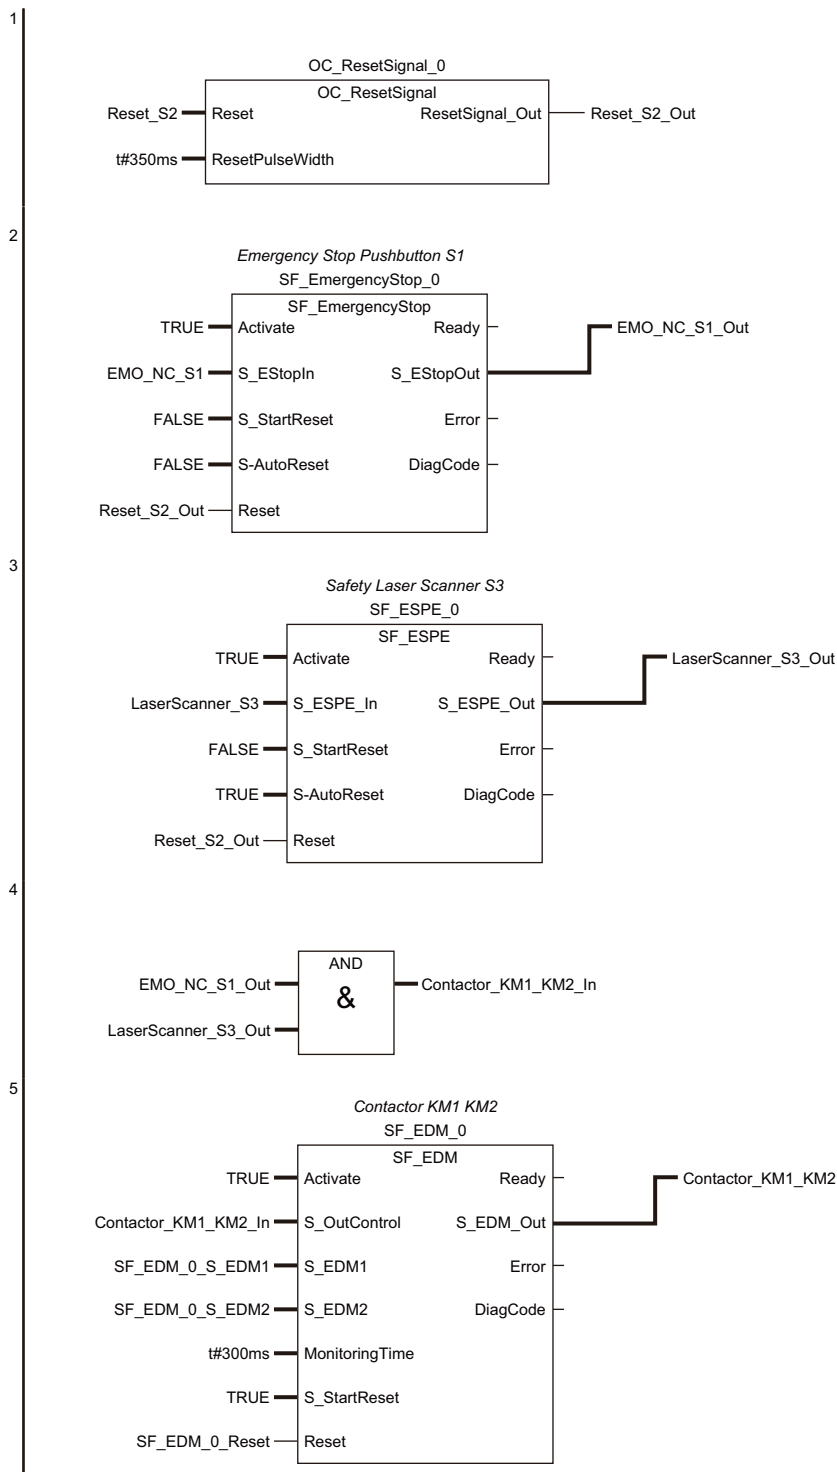 1
OC_ResetSignal_0
OC_ResetSignal
Reset_S2 Reset ResetSignal_Out Reset_S2_Out
t#350ms ResetPulseWidth
2
Emergency Stop Pushbutton S1
SF_EmergencyStop_0
SF_EmergencyStop
TRUE Activate Ready EMO_NC_S1_Out
EMO_NC_S1 S_EStopIn S_EStopOut
FALSE S_StartReset Error
FALSE S-AutoReset DiagCode
Reset_S2_Out Reset
3
Safety Laser Scanner S3
SF_ESPE_0
SF_ESPE
TRUE Activate Ready LaserScanner_S3_Out
LaserScanner_S3 S_ESPE_In S_ESPE_Out
FALSE S_StartReset Error
TRUE S-AutoReset DiagCode
Reset_S2_Out Reset
4
AND
EMO_NC_S1_Out & Contactor_KM1_KM2_In
LaserScanner_S3_Out
5
Contactor KM1 KM2
SF_EDM_0
SF_EDM
TRUE Activate Ready Contactor_KM1_KM2
Contactor_KM1_KM2_In S_OutControl S_EDM_Out
SF_EDM_0_S_EDM1 S_EDM1 Error
SF_EDM_0_S_EDM2 S_EDM2 DiagCode
t#300ms MonitoringTime
TRUE S_StartReset
SF_EDM_0_Reset Reset